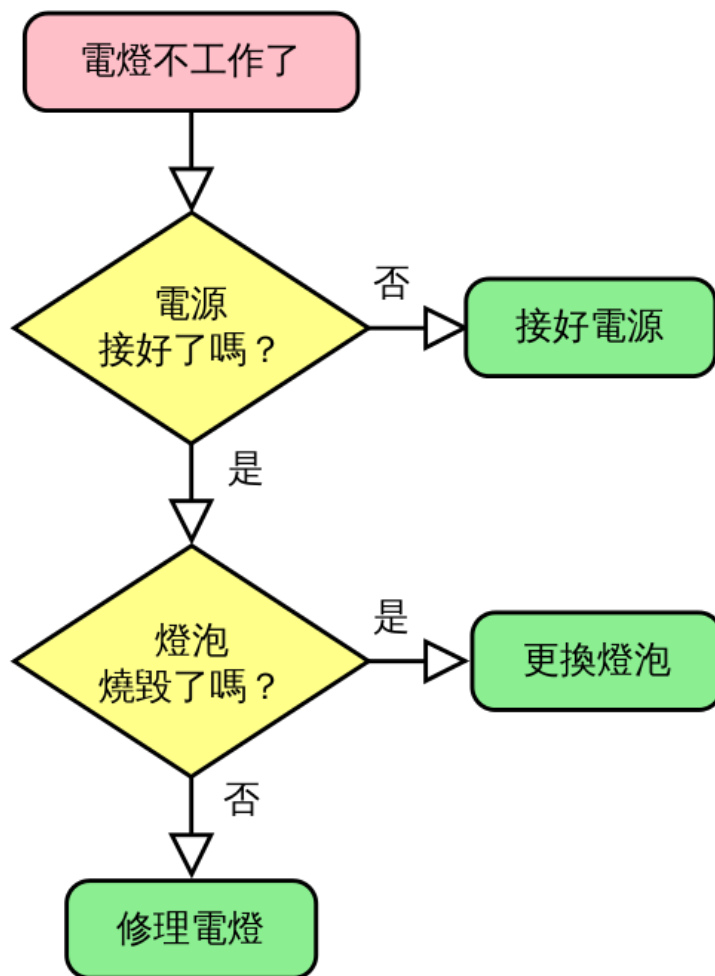 電燈不工作了
電源
接好了嗎？
否
接好電源
是
燈泡
燒毀了嗎？
是
更換燈泡
否
修理電燈